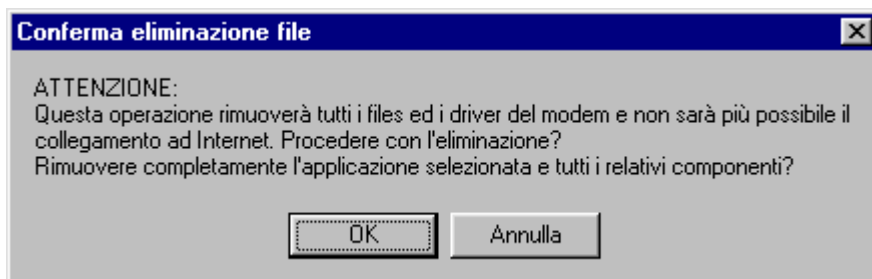 Conferma eliminazione file
ATTENZIONE:
Questa operazione rimuoverà tutti i files ed i driver del modem e non sarà più possibile il
collegamento ad Internet. Procedere con l'eliminazione?
Rimuovere completamente l'applicazione selezionata e tutti i relativi componenti?
OK
Annulla